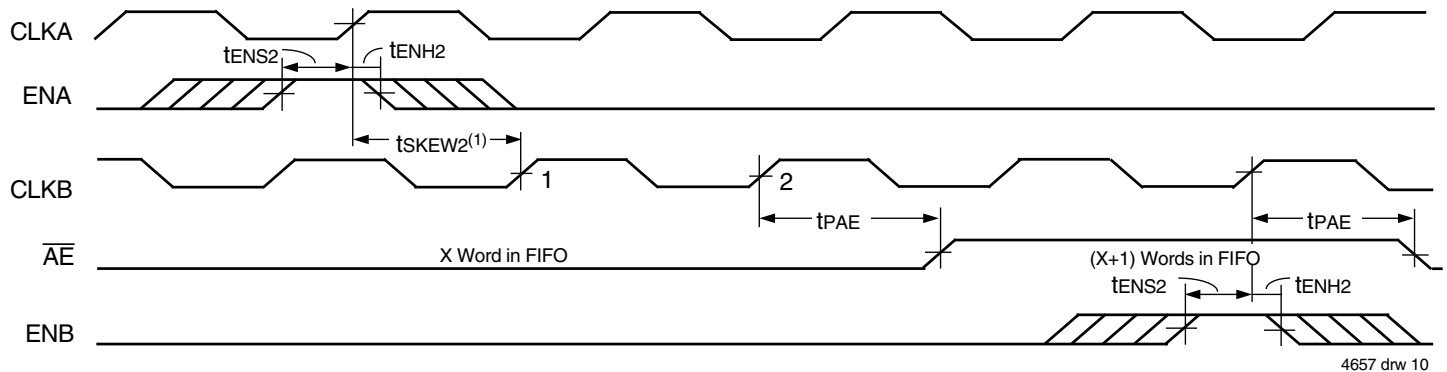 CLKA
tENS2 tENH2
ENA
tSKEW2(1)
CLKB
1 2
tPAE tPAE
AE
X Word in FIFO (X+1) Words in FIFO
tENS2 tENH2
ENB
4657 drw 10